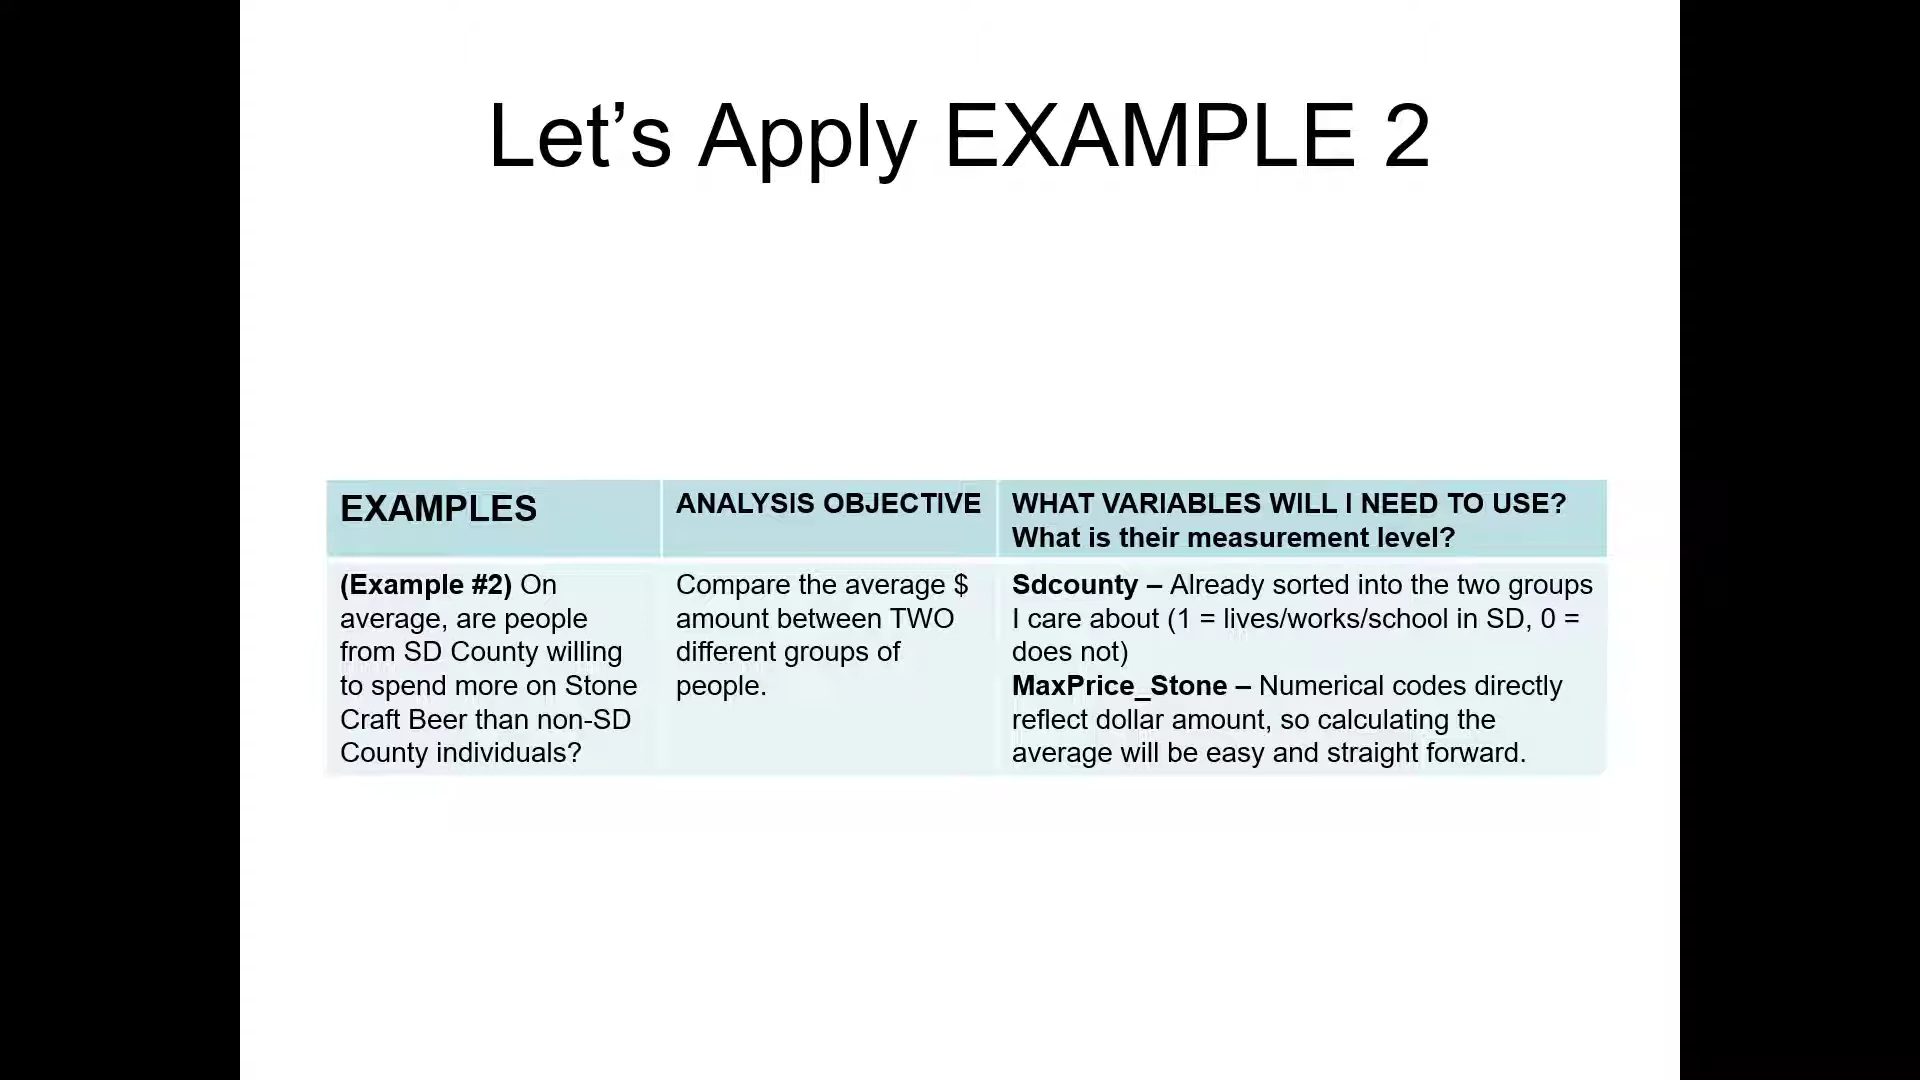 Let’s Apply EXAMPLE 2
EXAMPLES
ANALYSIS OBJECTIVE
WHAT VARIABLES WILL I NEED TO USE?
What is their measurement level?
(Example #2) On
average, are people
from SD County willing
to spend more on Stone
Craft Beer than non-SD
County individuals?
Compare the average $
amount between TWO
different groups of
people.
Sdcounty – Already sorted into the two groups
I care about (1 = lives/works/school in SD, 0 =
does not)
MaxPrice_Stone – Numerical codes directly
reflect dollar amount, so calculating the
average will be easy and straight forward.